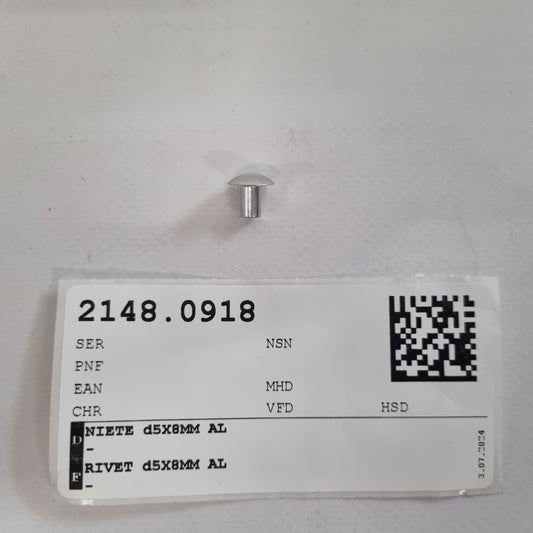 2148.0918
SER NSN
PNF
EAN MHD
CHR VFD HSD
D NIETE d5X8MM AL
-
F RIVET d5X8MM AL
-
3.07.2024